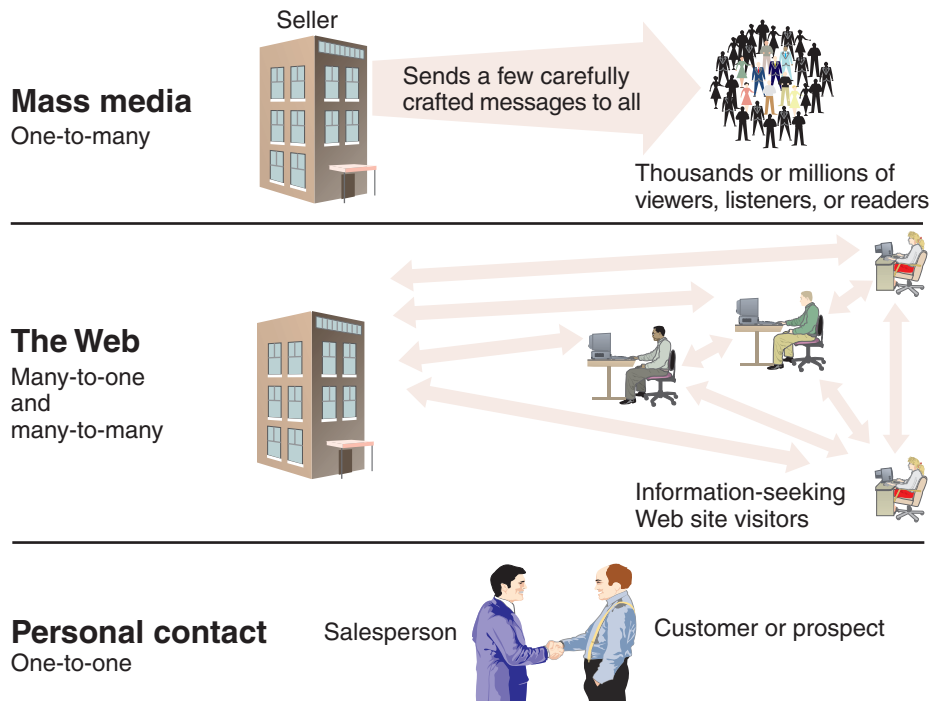 Seller
Mass media
One-to-many
Sends a few carefully
crafted messages to all
Thousands or millions of
viewers, listeners, or readers
The Web
Many-to-one
and
many-to-many
Information-seeking
Web site visitors
Personal contact
One-to-one
Salesperson
Customer or prospect